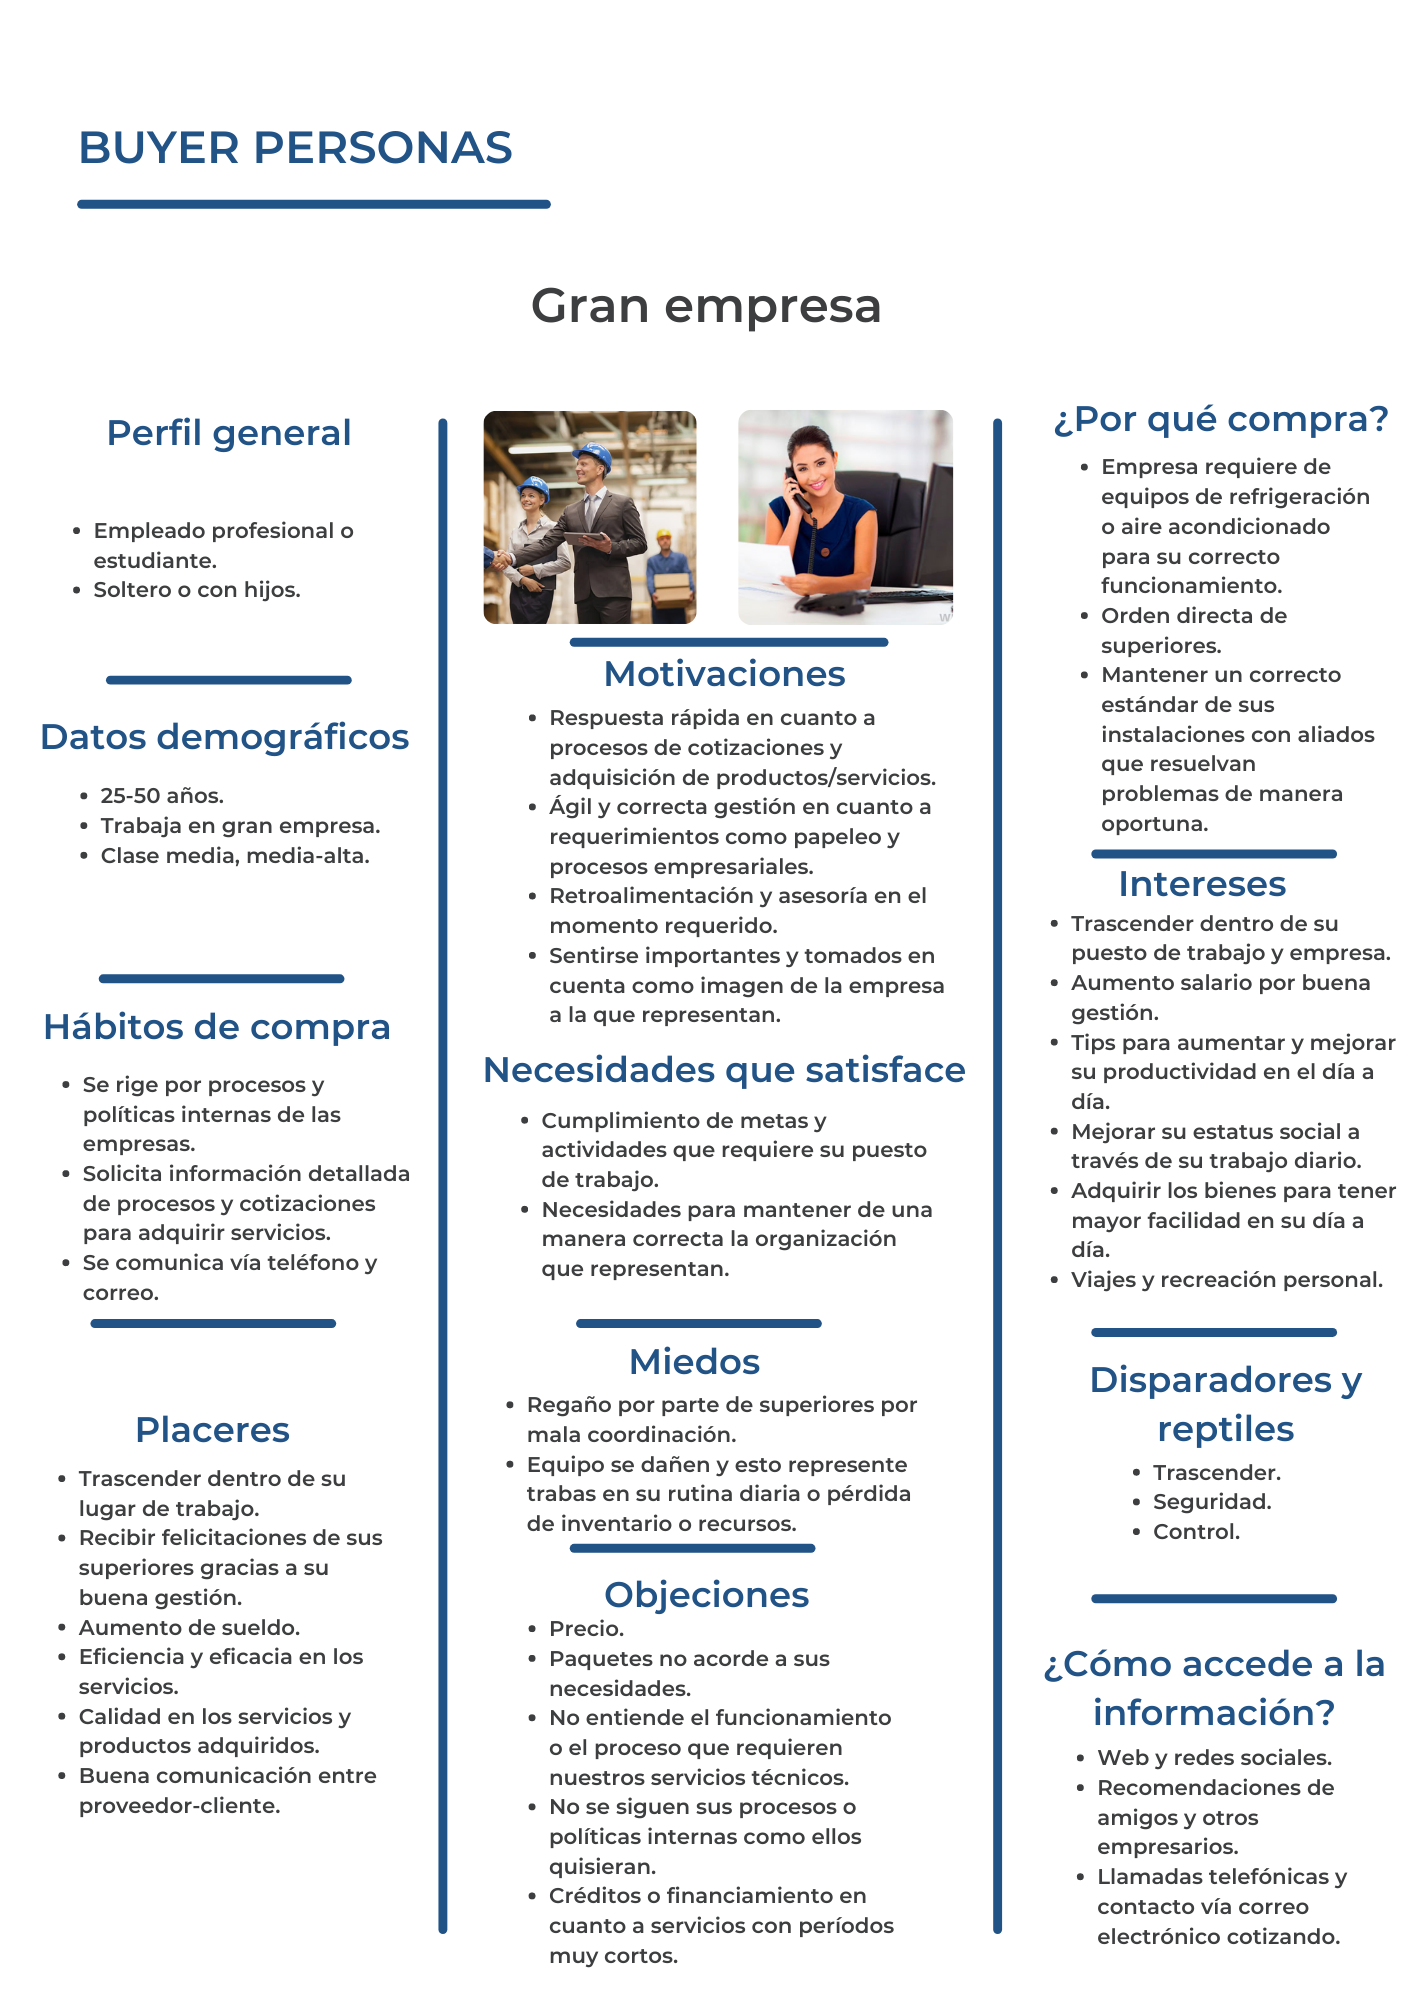 BUYER PERSONAS
Gran empresa
Perfil general
• Empleado profesional o
estudiante.
• Soltero o con hijos.
Datos demográficos
• 25-50 años.
• Trabaja en gran empresa.
• Clase media, media-alta.
Hábitos de compra
• Se rige por procesos y
políticas internas de las
empresas.
• Solicita información detallada
de procesos y cotizaciones
para adquirir servicios.
• Se comunica vía teléfono y
correo.
Placeres
• Trascender dentro de su
lugar de trabajo.
• Recibir felicitaciones de sus
superiores gracias a su
buena gestión.
• Aumento de sueldo.
• Eficiencia y eficacia en los
servicios.
• Calidad en los servicios y
productos adquiridos.
• Buena comunicación entre
proveedor-cliente.
w
Motivaciones
• Respuesta rápida en cuanto a
procesos de cotizaciones y
adquisición de productos/servicios.
• Ágil y correcta gestión en cuanto a
requerimientos como papeleo y
procesos empresariales.
• Retroalimentación y asesoría en el
momento requerido.
• Sentirse importantes y tomados en
cuenta como imagen de la empresa
a la que representan.
Necesidades que satisface
• Cumplimiento de metas y
actividades que requiere su puesto
de trabajo.
• Necesidades para mantener de una
manera correcta la organización
que representan.
Miedos
• Regaño por parte de superiores por
mala coordinación.
• Equipo se dañen y esto represente
trabas en su rutina diaria o pérdida
de inventario o recursos.
Objeciones
• Precio.
• Paquetes no acorde a sus
necesidades.
• No entiende el funcionamiento
o el proceso que requieren
nuestros servicios técnicos.
• No se siguen sus procesos o
políticas internas como ellos
quisieran.
• Créditos o financiamiento en
cuanto a servicios con períodos
muy cortos.
¿Por qué compra?
• Empresa requiere de
equipos de refrigeración
o aire acondicionado
para su correcto
funcionamiento.
• Orden directa de
superiores.
• Mantener un correcto
estándar de sus
instalaciones con aliados
que resuelvan
problemas de manera
oportuna.
Intereses
• Trascender dentro de su
puesto de trabajo y empresa.
• Aumento salario por buena
gestión.
• Tips para aumentar y mejorar
su productividad en el día a
día.
• Mejorar su estatus social a
través de su trabajo diario.
• Adquirir los bienes para tener
mayor facilidad en su día a
día.
• Viajes y recreación personal.
Disparadores y
reptiles
• Trascender.
• Seguridad.
• Control.
¿Cómo accede a la
información?
• Web y redes sociales.
• Recomendaciones de
amigos y otros
empresarios.
• Llamadas telefónicas y
contacto vía correo
electrónico cotizando.